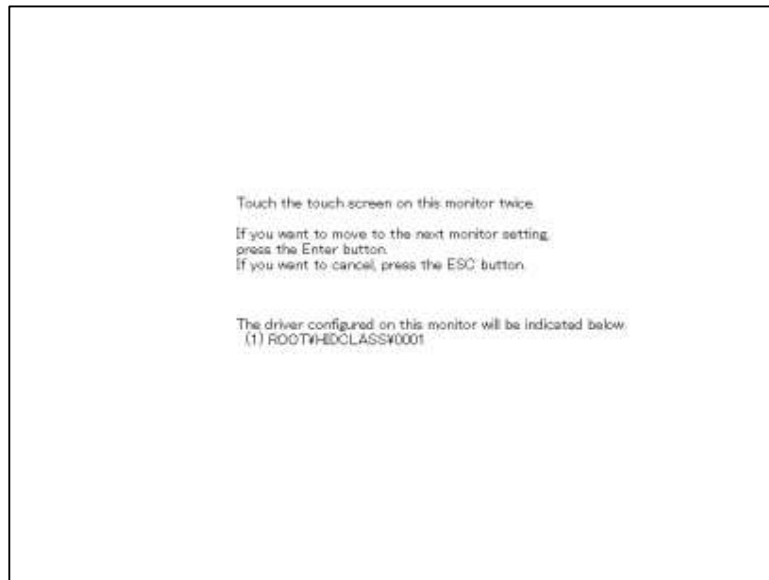 Touch the touch screen on this monitor twice.
If you want to move to the next monitor setting,
press the Enter button.
If you want to cancel, press the ESC button.
The driver configured on this monitor will be indicated below.
(1) ROOT¥HIDCLASS¥0001